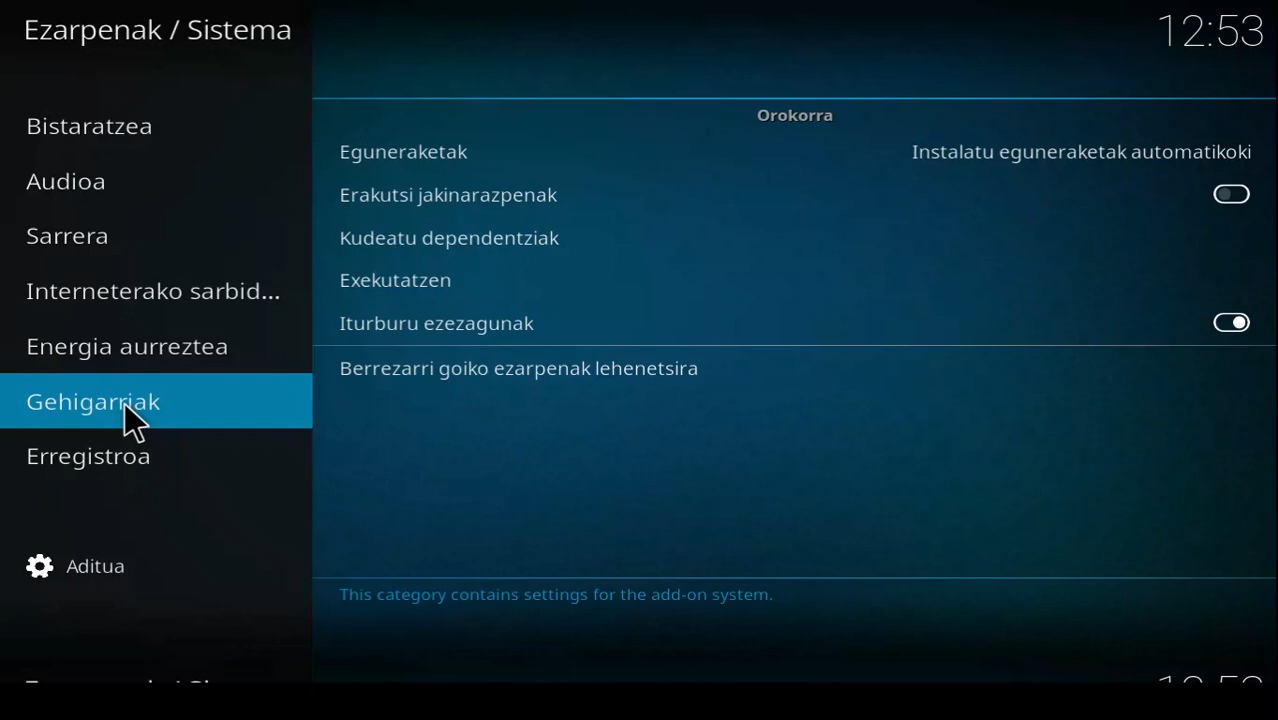 Ezarpenak / Sistema
12:53
Bistaratzea
Audioa
Sarrera
Interneterako sarbid...
Energia aurreztea
Gehigarriak
Erregistroa
Aditua
Orokorra
Eguneraketak Instalatu eguneraketak automatikoki
Erakutsi jakinarazpenak
Kudeatu dependentziak
Exekutatzen
Iturburu ezezagunak
Berrezarri goiko ezarpenak lehenetsira
This category contains settings for the add-on system.